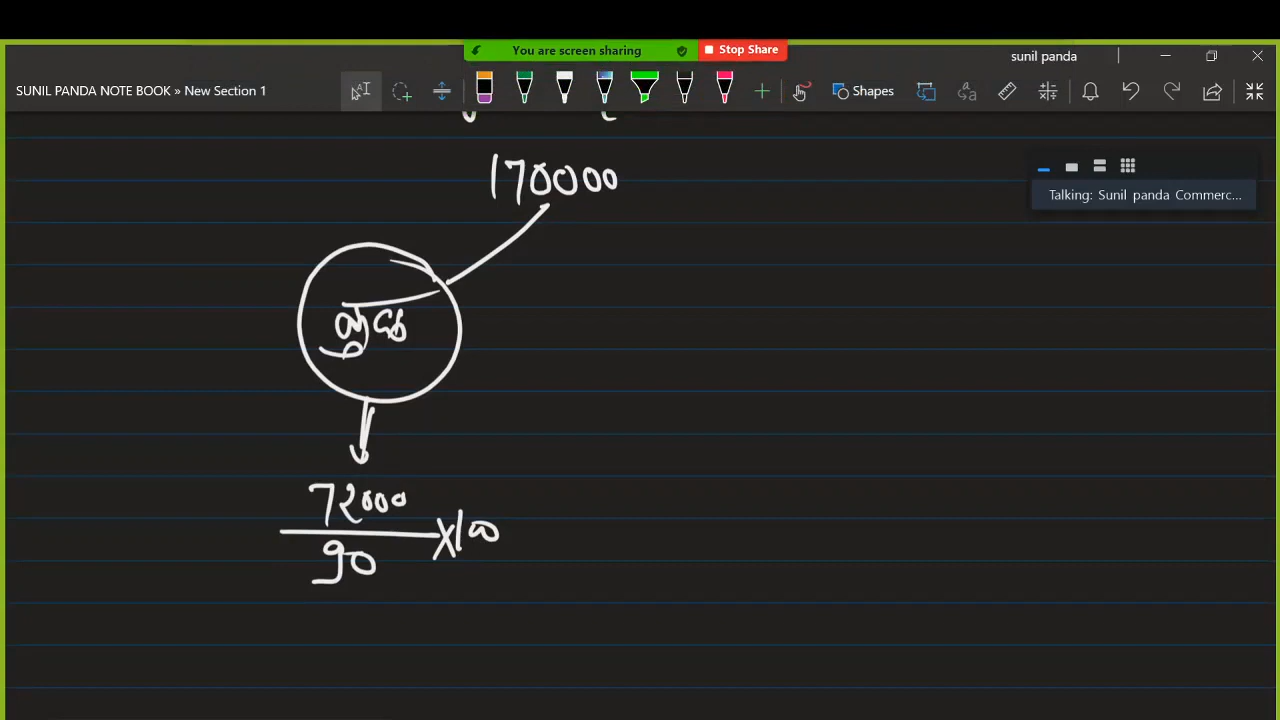 You are screen sharing Stop Share
sunil panda
SUNIL PANDA NOTE BOOK » New Section 1
Shapes
Talking: Sunil panda Commerc...
170000
72000
90
x100